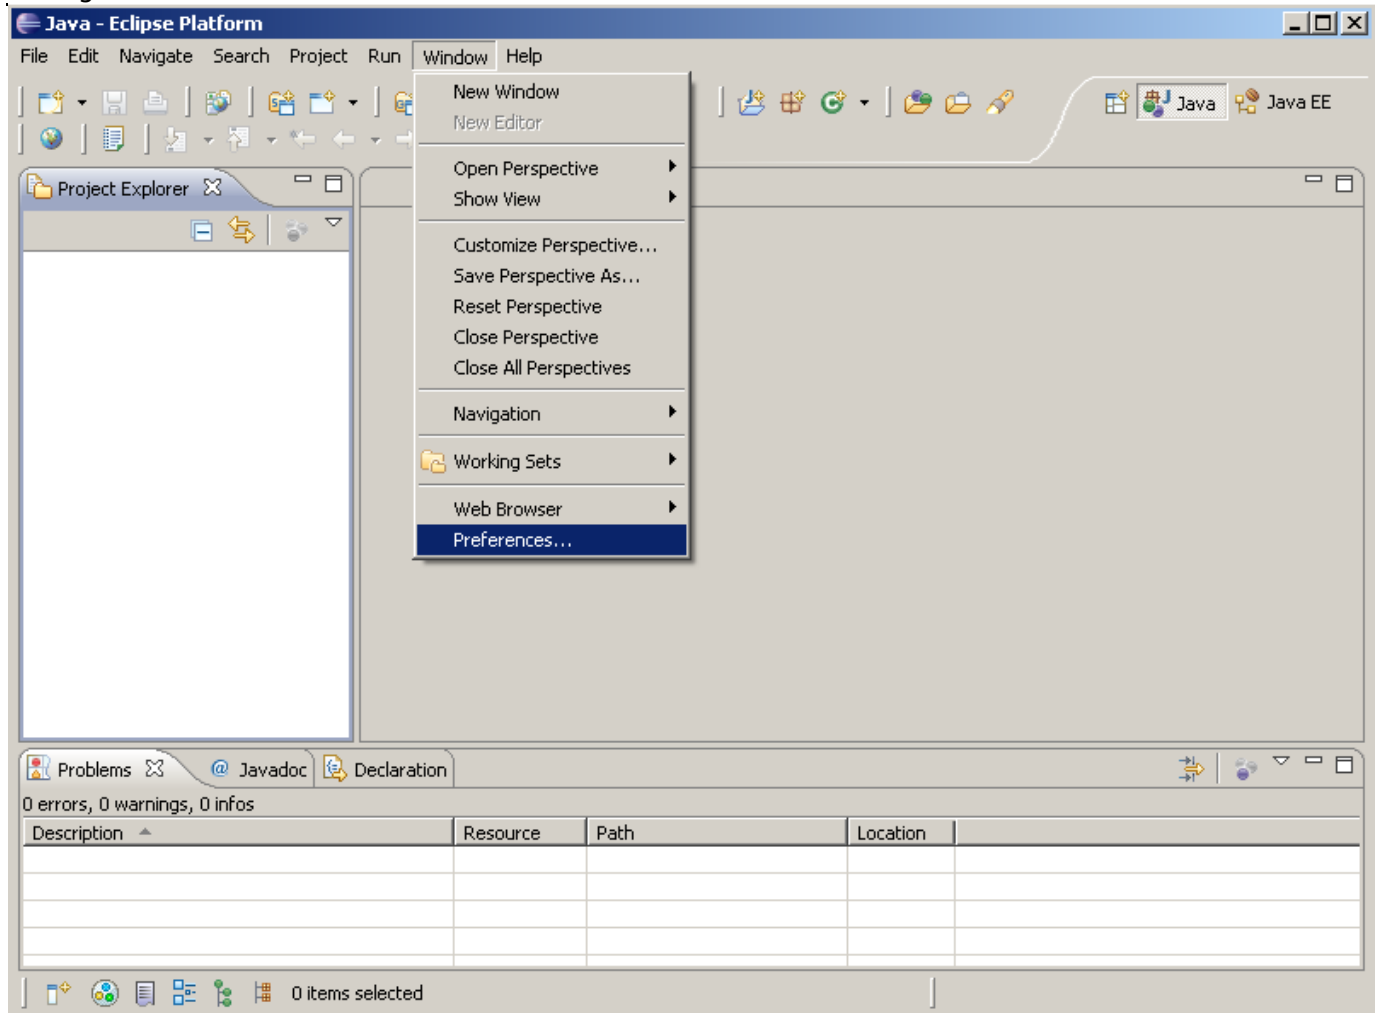 Java - Eclipse Platform
File Edit Navigate Search Project Run Window Help
New Window
New Editor
Open Perspective
Show View
Customize Perspective...
Save Perspective As...
Reset Perspective
Close Perspective
Close All Perspectives
Navigation
Working Sets
Web Browser
Preferences...
Java Java EE
Project Explorer
Problems @ Javadoc Declaration
0 errors, 0 warnings, 0 infos
Description Resource Path Location
0 items selected